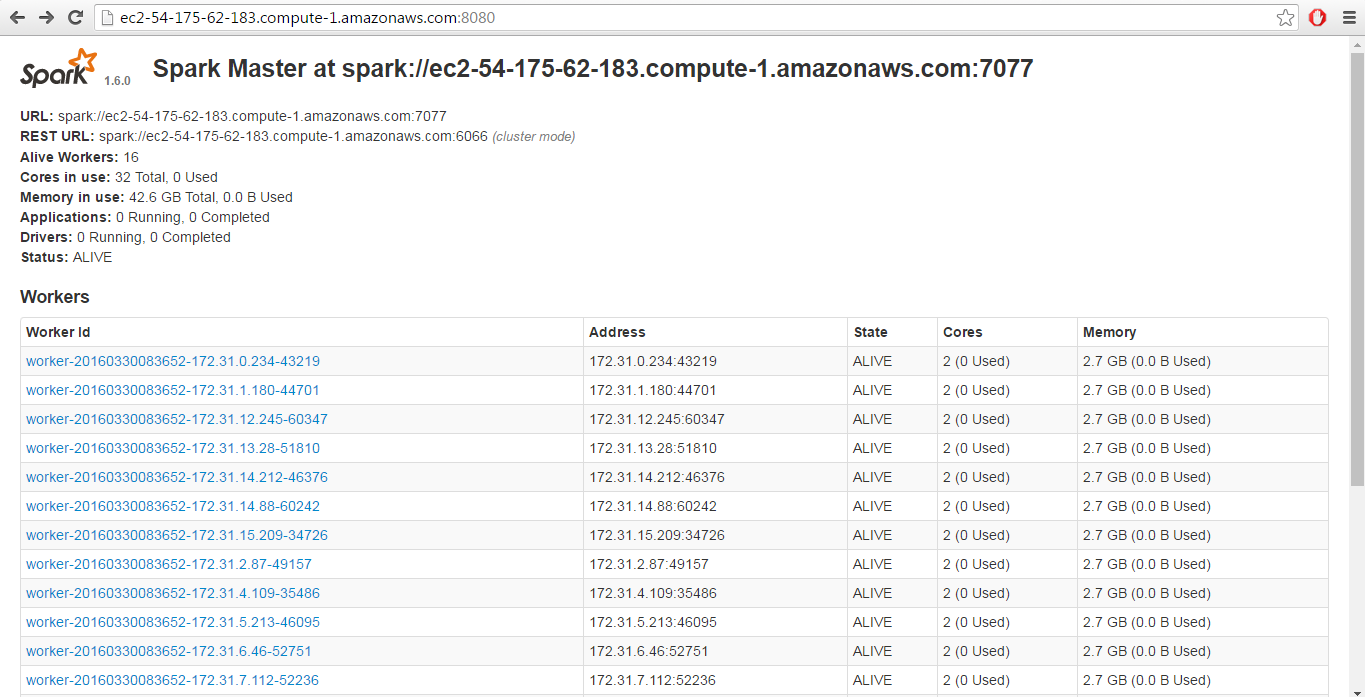 ec2-54-175-62-183.compute-1.amazonaws.com:8080
Spark 1.6.0 Spark Master at spark://ec2-54-175-62-183.compute-1.amazonaws.com:7077
URL: spark://ec2-54-175-62-183.compute-1.amazonaws.com:7077
REST URL: spark://ec2-54-175-62-183.compute-1.amazonaws.com:6066 (cluster mode)
Alive Workers: 16
Cores in use: 32 Total, 0 Used
Memory in use: 42.6 GB Total, 0.0 B Used
Applications: 0 Running, 0 Completed
Drivers: 0 Running, 0 Completed
Status: ALIVE
Workers
Worker Id Address State Cores Memory
worker-20160330083652-172.31.0.234-43219 172.31.0.234:43219 ALIVE 2 (0 Used) 2.7 GB (0.0 B Used)
worker-20160330083652-172.31.1.180-44701 172.31.1.180:44701 ALIVE 2 (0 Used) 2.7 GB (0.0 B Used)
worker-20160330083652-172.31.12.245-60347 172.31.12.245:60347 ALIVE 2 (0 Used) 2.7 GB (0.0 B Used)
worker-20160330083652-172.31.13.28-51810 172.31.13.28:51810 ALIVE 2 (0 Used) 2.7 GB (0.0 B Used)
worker-20160330083652-172.31.14.212-46376 172.31.14.212:46376 ALIVE 2 (0 Used) 2.7 GB (0.0 B Used)
worker-20160330083652-172.31.14.88-60242 172.31.14.88:60242 ALIVE 2 (0 Used) 2.7 GB (0.0 B Used)
worker-20160330083652-172.31.15.209-34726 172.31.15.209:34726 ALIVE 2 (0 Used) 2.7 GB (0.0 B Used)
worker-20160330083652-172.31.2.87-49157 172.31.2.87:49157 ALIVE 2 (0 Used) 2.7 GB (0.0 B Used)
worker-20160330083652-172.31.4.109-35486 172.31.4.109:35486 ALIVE 2 (0 Used) 2.7 GB (0.0 B Used)
worker-20160330083652-172.31.5.213-46095 172.31.5.213:46095 ALIVE 2 (0 Used) 2.7 GB (0.0 B Used)
worker-20160330083652-172.31.6.46-52751 172.31.6.46:52751 ALIVE 2 (0 Used) 2.7 GB (0.0 B Used)
worker-20160330083652-172.31.7.112-52236 172.31.7.112:52236 ALIVE 2 (0 Used) 2.7 GB (0.0 B Used)